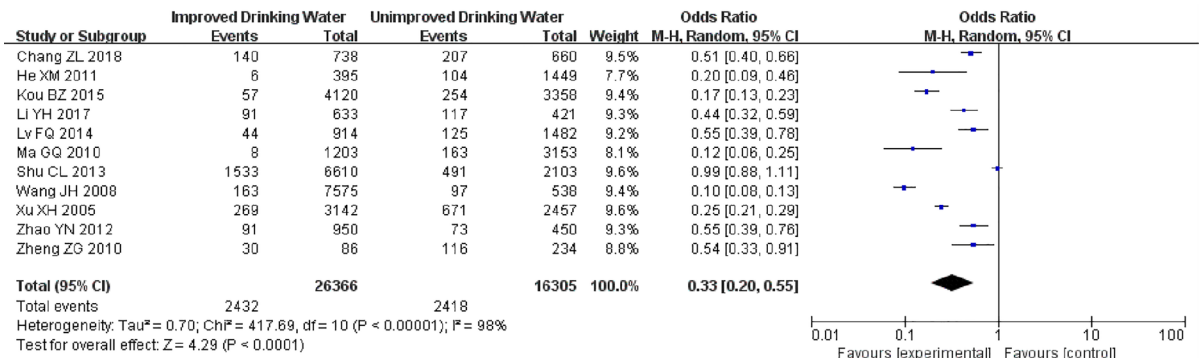 Improved Drinking Water Unimproved Drinking Water Odds Ratio Odds Ratio
Study or Subgroup Events Total Events Total Weight M-H, Random, 95% CI M-H, Random, 95% CI
Chang ZL 2018 140 738 207 660 9.5% 0.51 [0.40, 0.66]
He XM 2011 6 395 104 1449 7.7% 0.20 [0.09, 0.46]
Kou BZ 2015 57 4120 254 3358 9.4% 0.17 [0.13, 0.23]
Li YH 2017 91 633 117 421 9.4% 0.44 [0.32, 0.59]
Lv FQ 2014 44 914 125 1482 9.3% 0.55 [0.39, 0.78]
Ma GQ 2010 8 1203 163 3153 8.1% 0.12 [0.06, 0.25]
Shu CL 2013 1533 6610 491 2103 9.6% 0.99 [0.88, 1.11]
Wang JH 2008 163 7575 97 538 9.4% 0.10 [0.08, 0.13]
Xu XH 2005 269 3142 671 2457 9.6% 0.25 [0.21, 0.29]
Zhao YN 2012 91 950 73 450 9.3% 0.55 [0.39, 0.76]
Zheng ZG 2010 30 86 116 234 8.8% 0.54 [0.33, 0.91]
Total (95% CI) 26366 16305 100.0% 0.33 [0.20, 0.55]
Total events 2432 2418
Heterogeneity: Tau² = 0.70; Chi² = 417.69, df = 10 (P < 0.00001); I² = 98%
Test for overall effect: Z = 4.29 (P < 0.0001)
0.01 0.1 1 10 100
Favours [experimental] Favours [control]